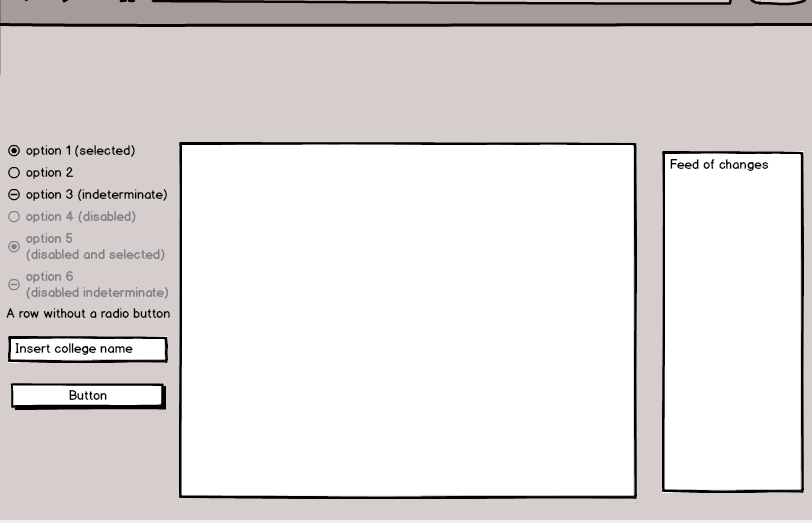 option 1 (selected)
option 2
option 3 (indeterminate)
option 4 (disabled)
option 5
(disabled and selected)
option 6
(disabled indeterminate)
A row without a radio button
Insert college name
Button
Feed of changes